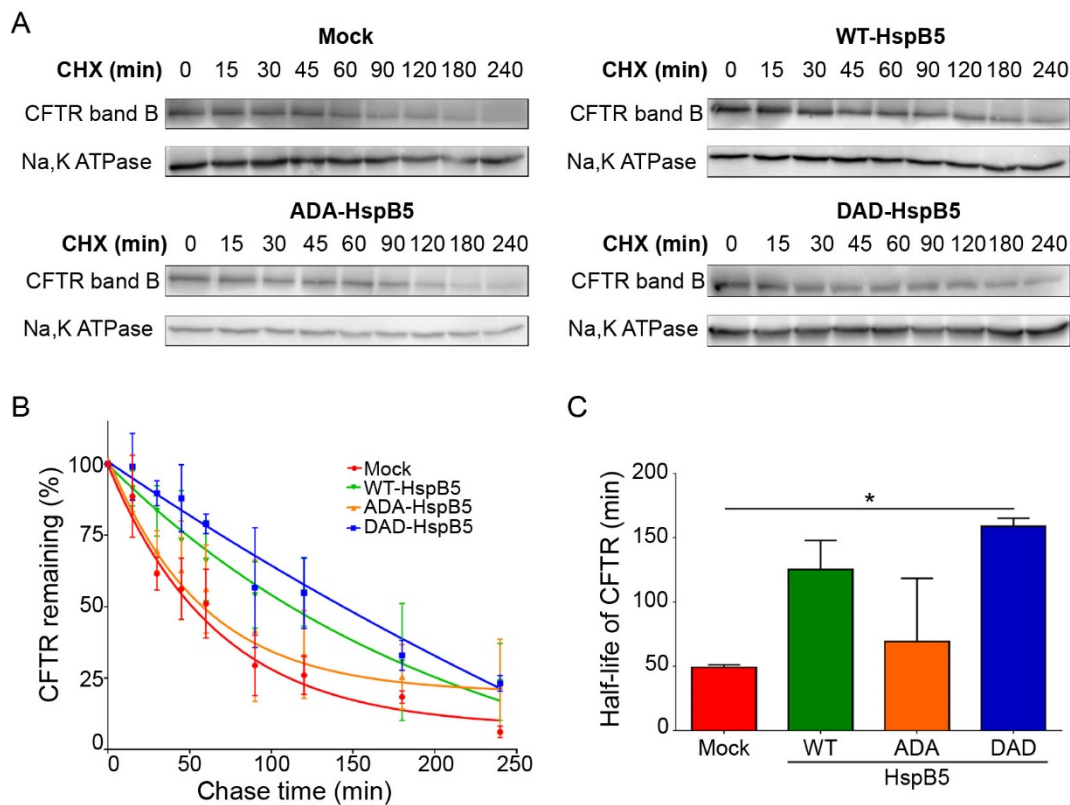 A
Mock
CHX (min) 0 15 30 45 60 90 120 180 240
CFTR band B
Na,K ATPase
WT-HspB5
CHX (min) 0 15 30 45 60 90 120 180 240
CFTR band B
Na,K ATPase
ADA-HspB5
CHX (min) 0 15 30 45 60 90 120 180 240
CFTR band B
Na,K ATPase
DAD-HspB5
CHX (min) 0 15 30 45 60 90 120 180 240
CFTR band B
Na,K ATPase
B
CFTR remaining (%)
100
75
50
25
0
Mock
WT-HspB5
ADA-HspB5
DAD-HspB5
0 50 100 150 200 250
Chase time (min)
C
Half-life of CFTR (min)
200
150
100
50
0
*
Mock WT ADA DAD
HspB5